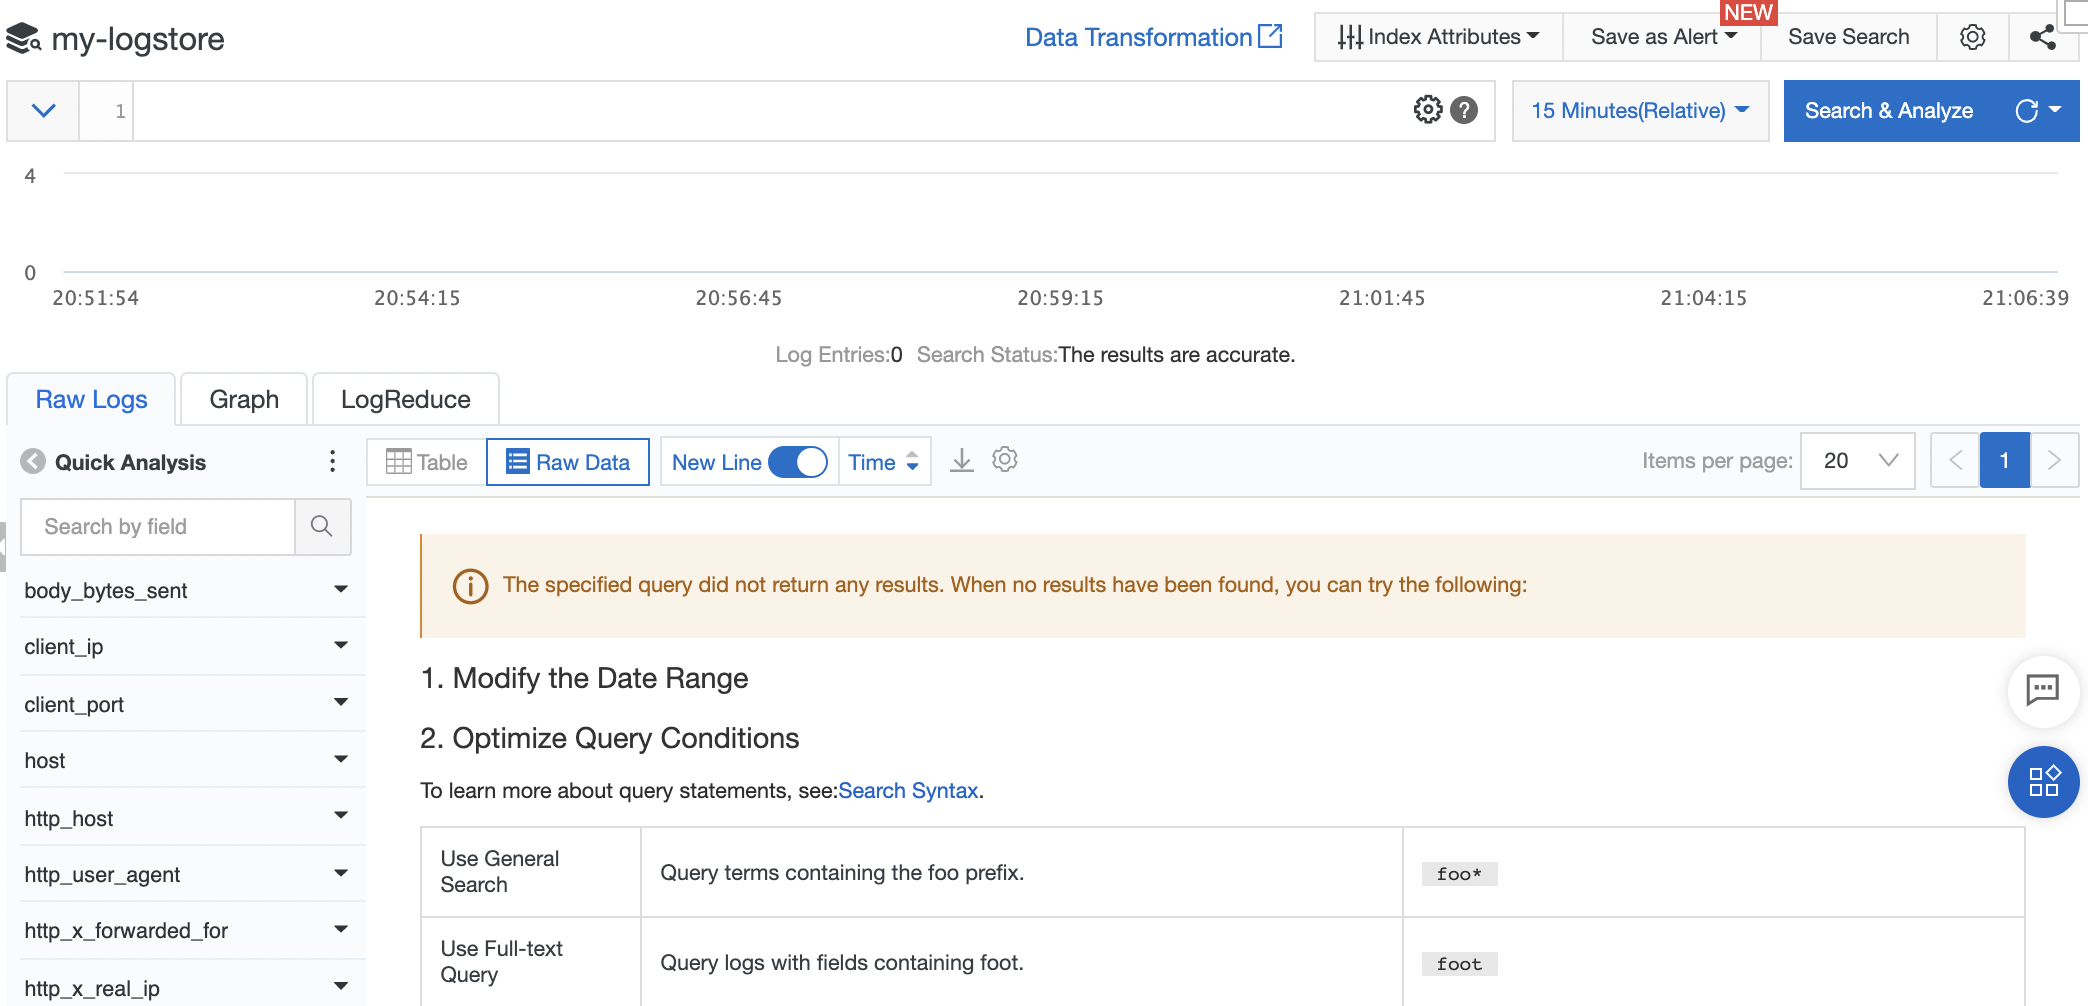 my-logstore
Data Transformation
Index Attributes
Save as Alert
NEW
Save Search
1
?
15 Minutes(Relative)
Search & Analyze
4
0
20:51:54 20:54:15 20:56:45 20:59:15 21:01:45 21:04:15 21:06:39
Log Entries:0 Search Status:The results are accurate.
Raw Logs
Graph
LogReduce
Quick Analysis
Table
Raw Data
New Line
Time
Items per page:
20
1
Search by field
body_bytes_sent
client_ip
client_port
host
http_host
http_user_agent
http_x_forwarded_for
http_x_real_ip
The specified query did not return any results. When no results have been found, you can try the following:
1. Modify the Date Range
2. Optimize Query Conditions
To learn more about query statements, see:Search Syntax.
Use General
Search
Query terms containing the foo prefix.
foo*
Use Full-text
Query
Query logs with fields containing foot.
foot